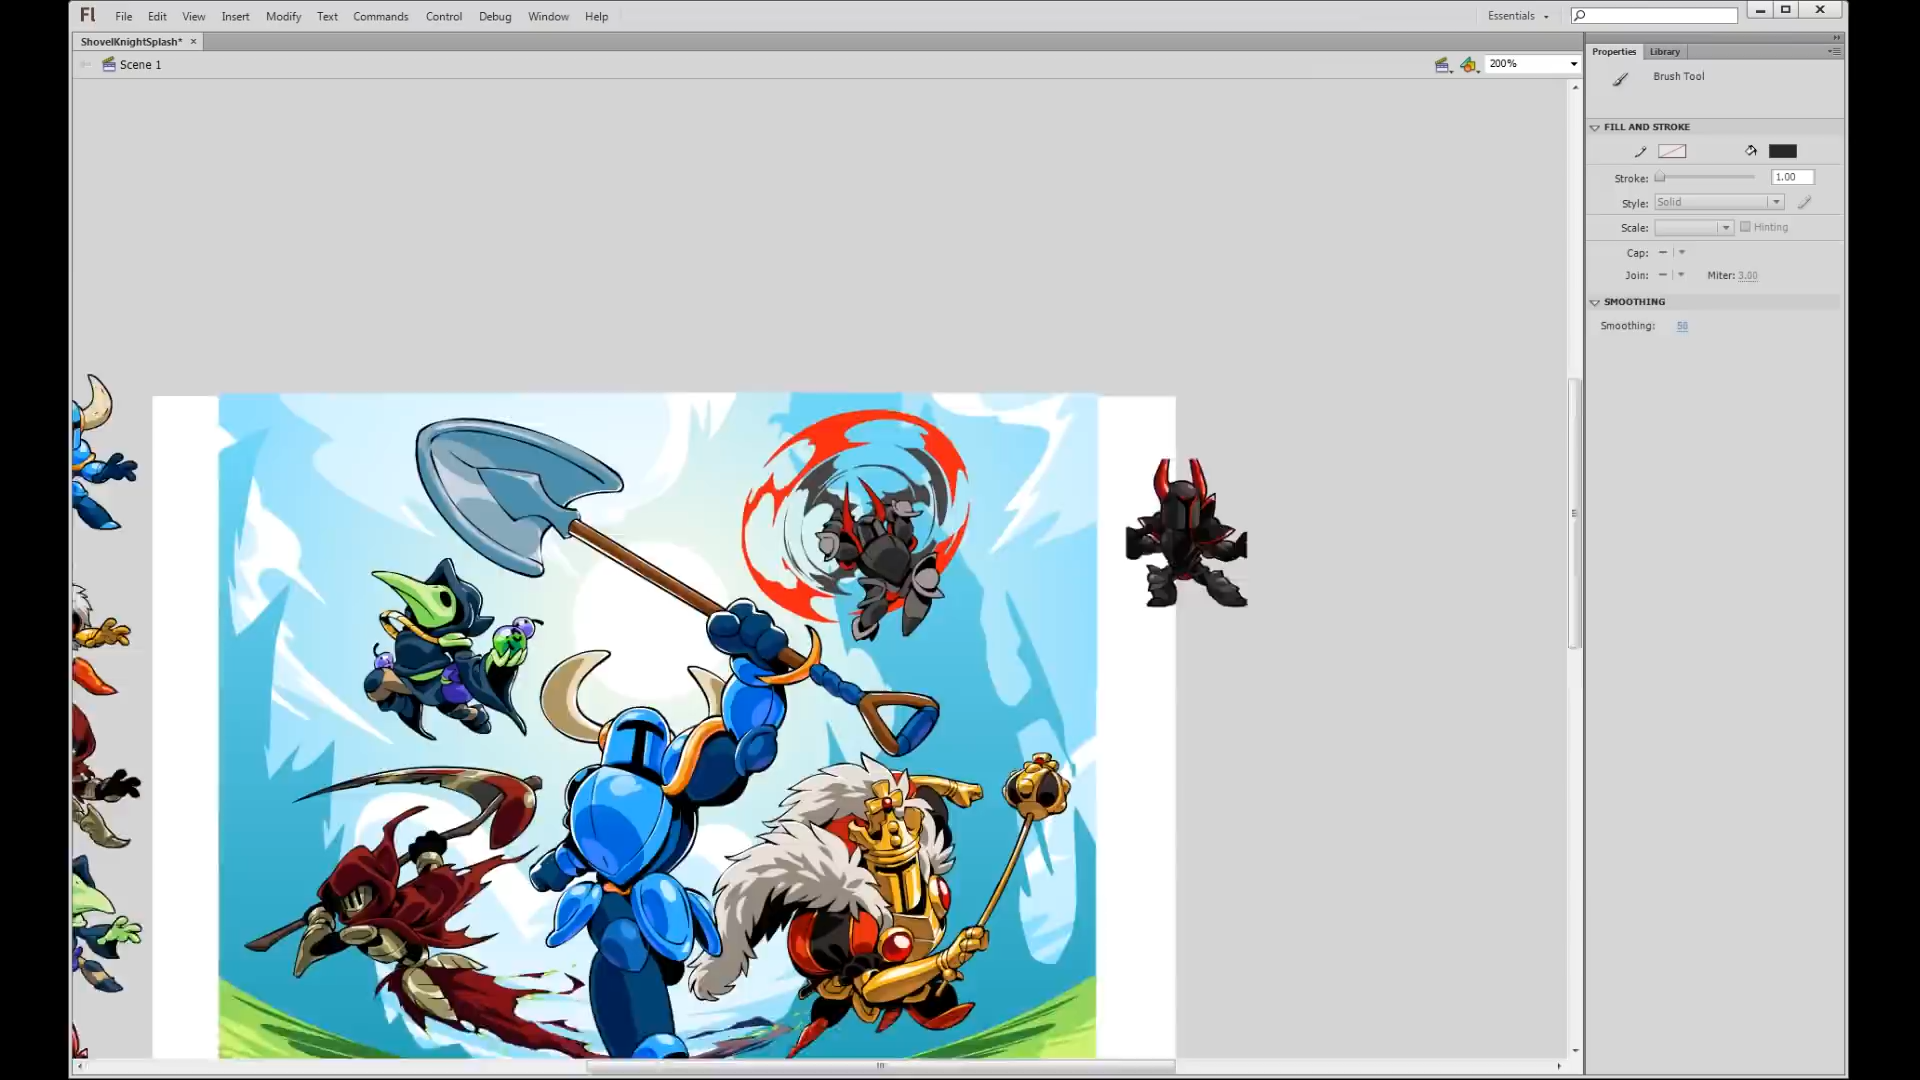 Fl File Edit View Insert Modify Text Commands Control Debug Window Help Essentials
ShovelKnightSplash* ×
Scene 1 200%
Properties Library
Brush Tool
FILL AND STROKE
Stroke: 1.00
Style: Solid
Scale: Hinting
Cap:
Join: Miter: 3.00
SMOOTHING
Smoothing: 50